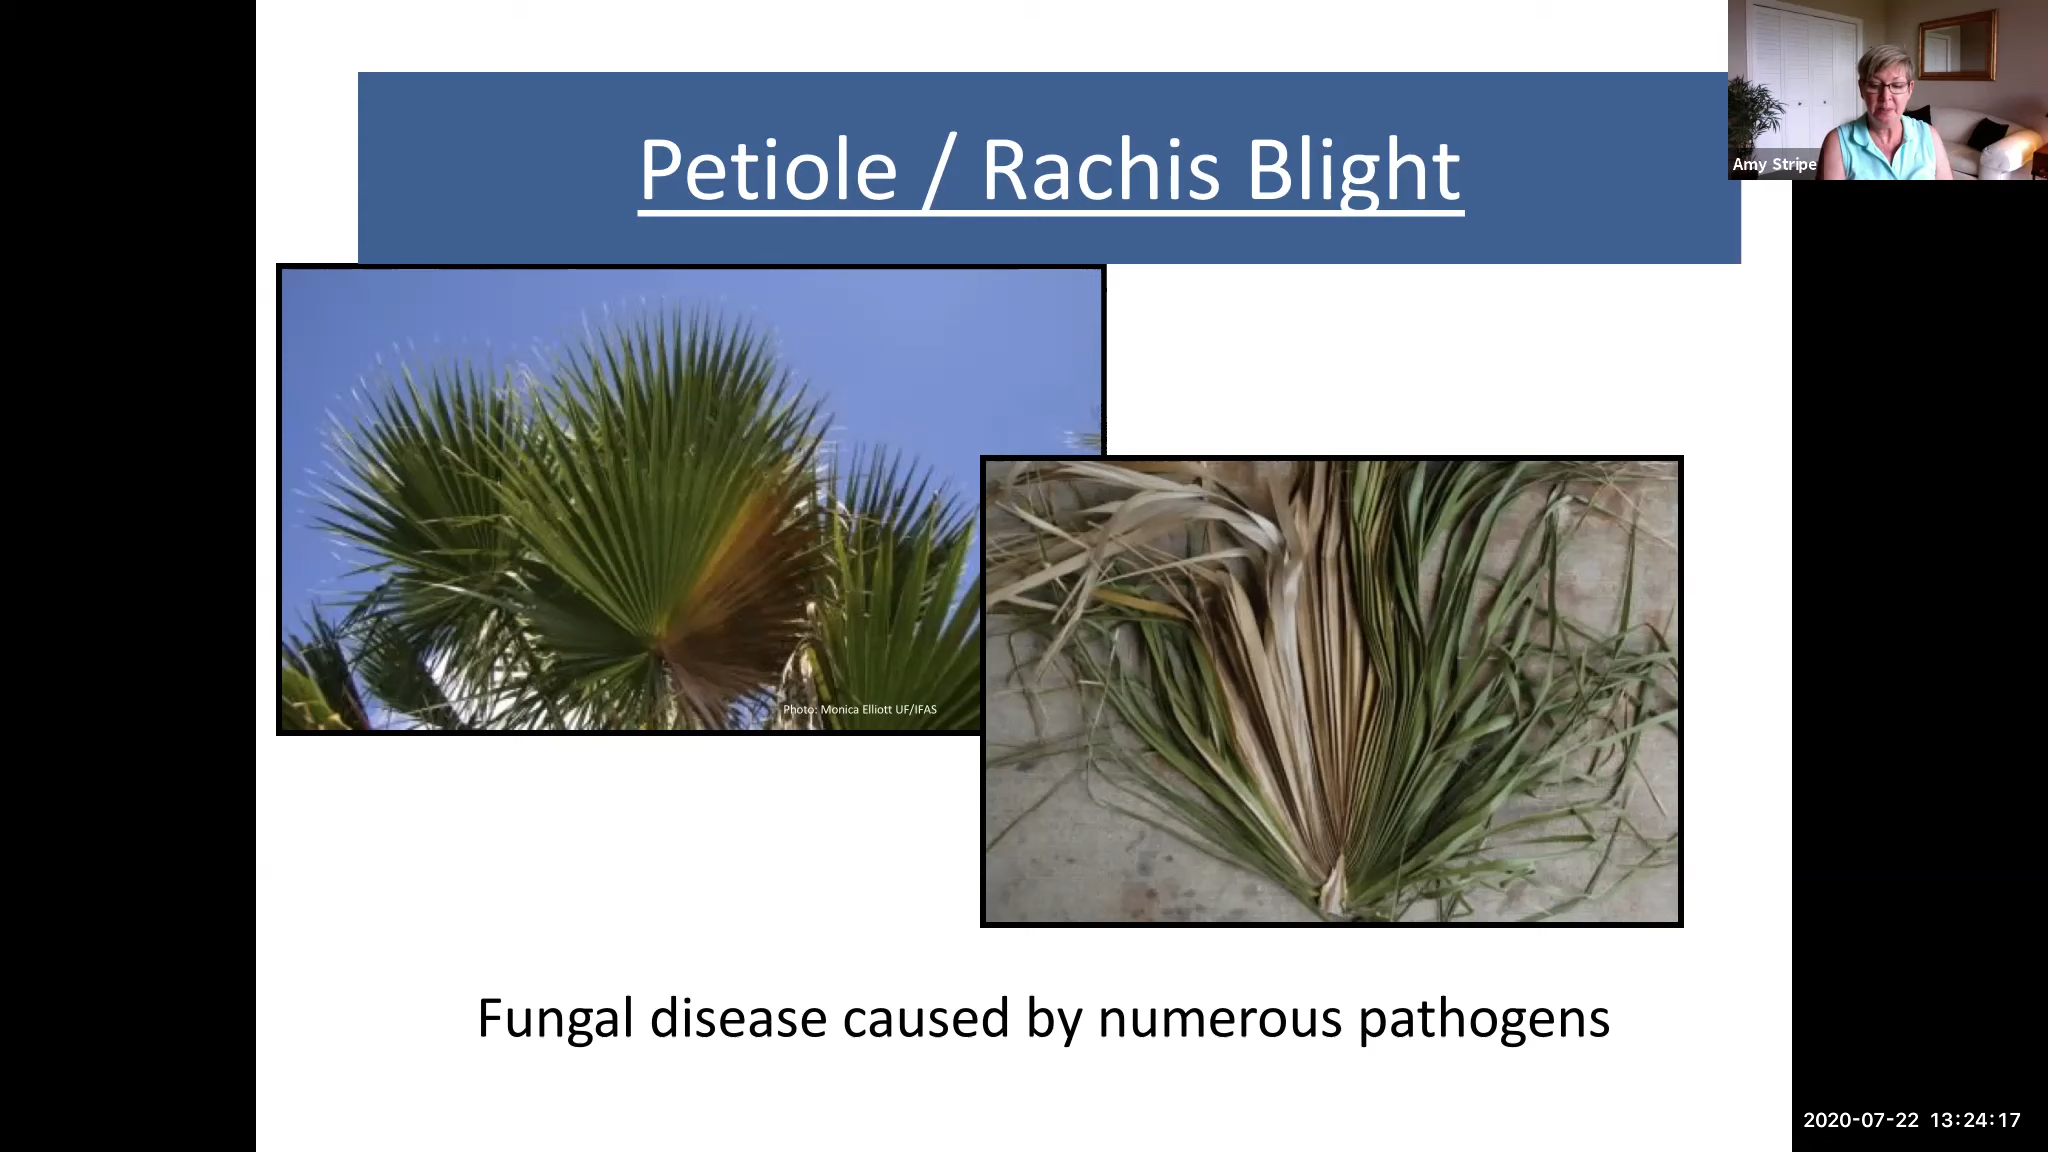 Petiole / Rachis Blight
Amy Stripe
Photo: Monica Elliott UF/IFAS
Fungal disease caused by numerous pathogens
2020-07-22 13:24:17